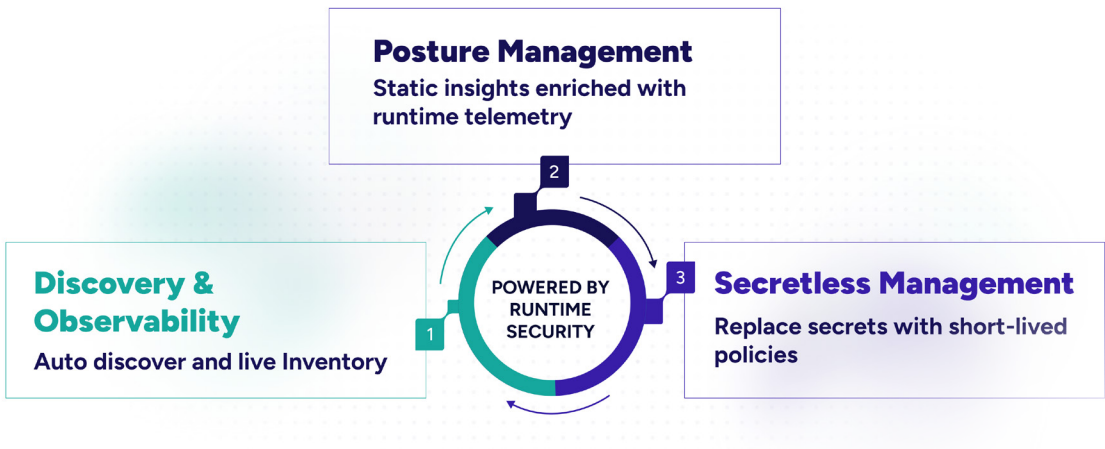 Posture Management
Static insights enriched with
runtime telemetry
2
Discovery &
Observability
Auto discover and live Inventory
1
POWERED BY
RUNTIME
SECURITY
3
Secretless Management
Replace secrets with short-lived
policies